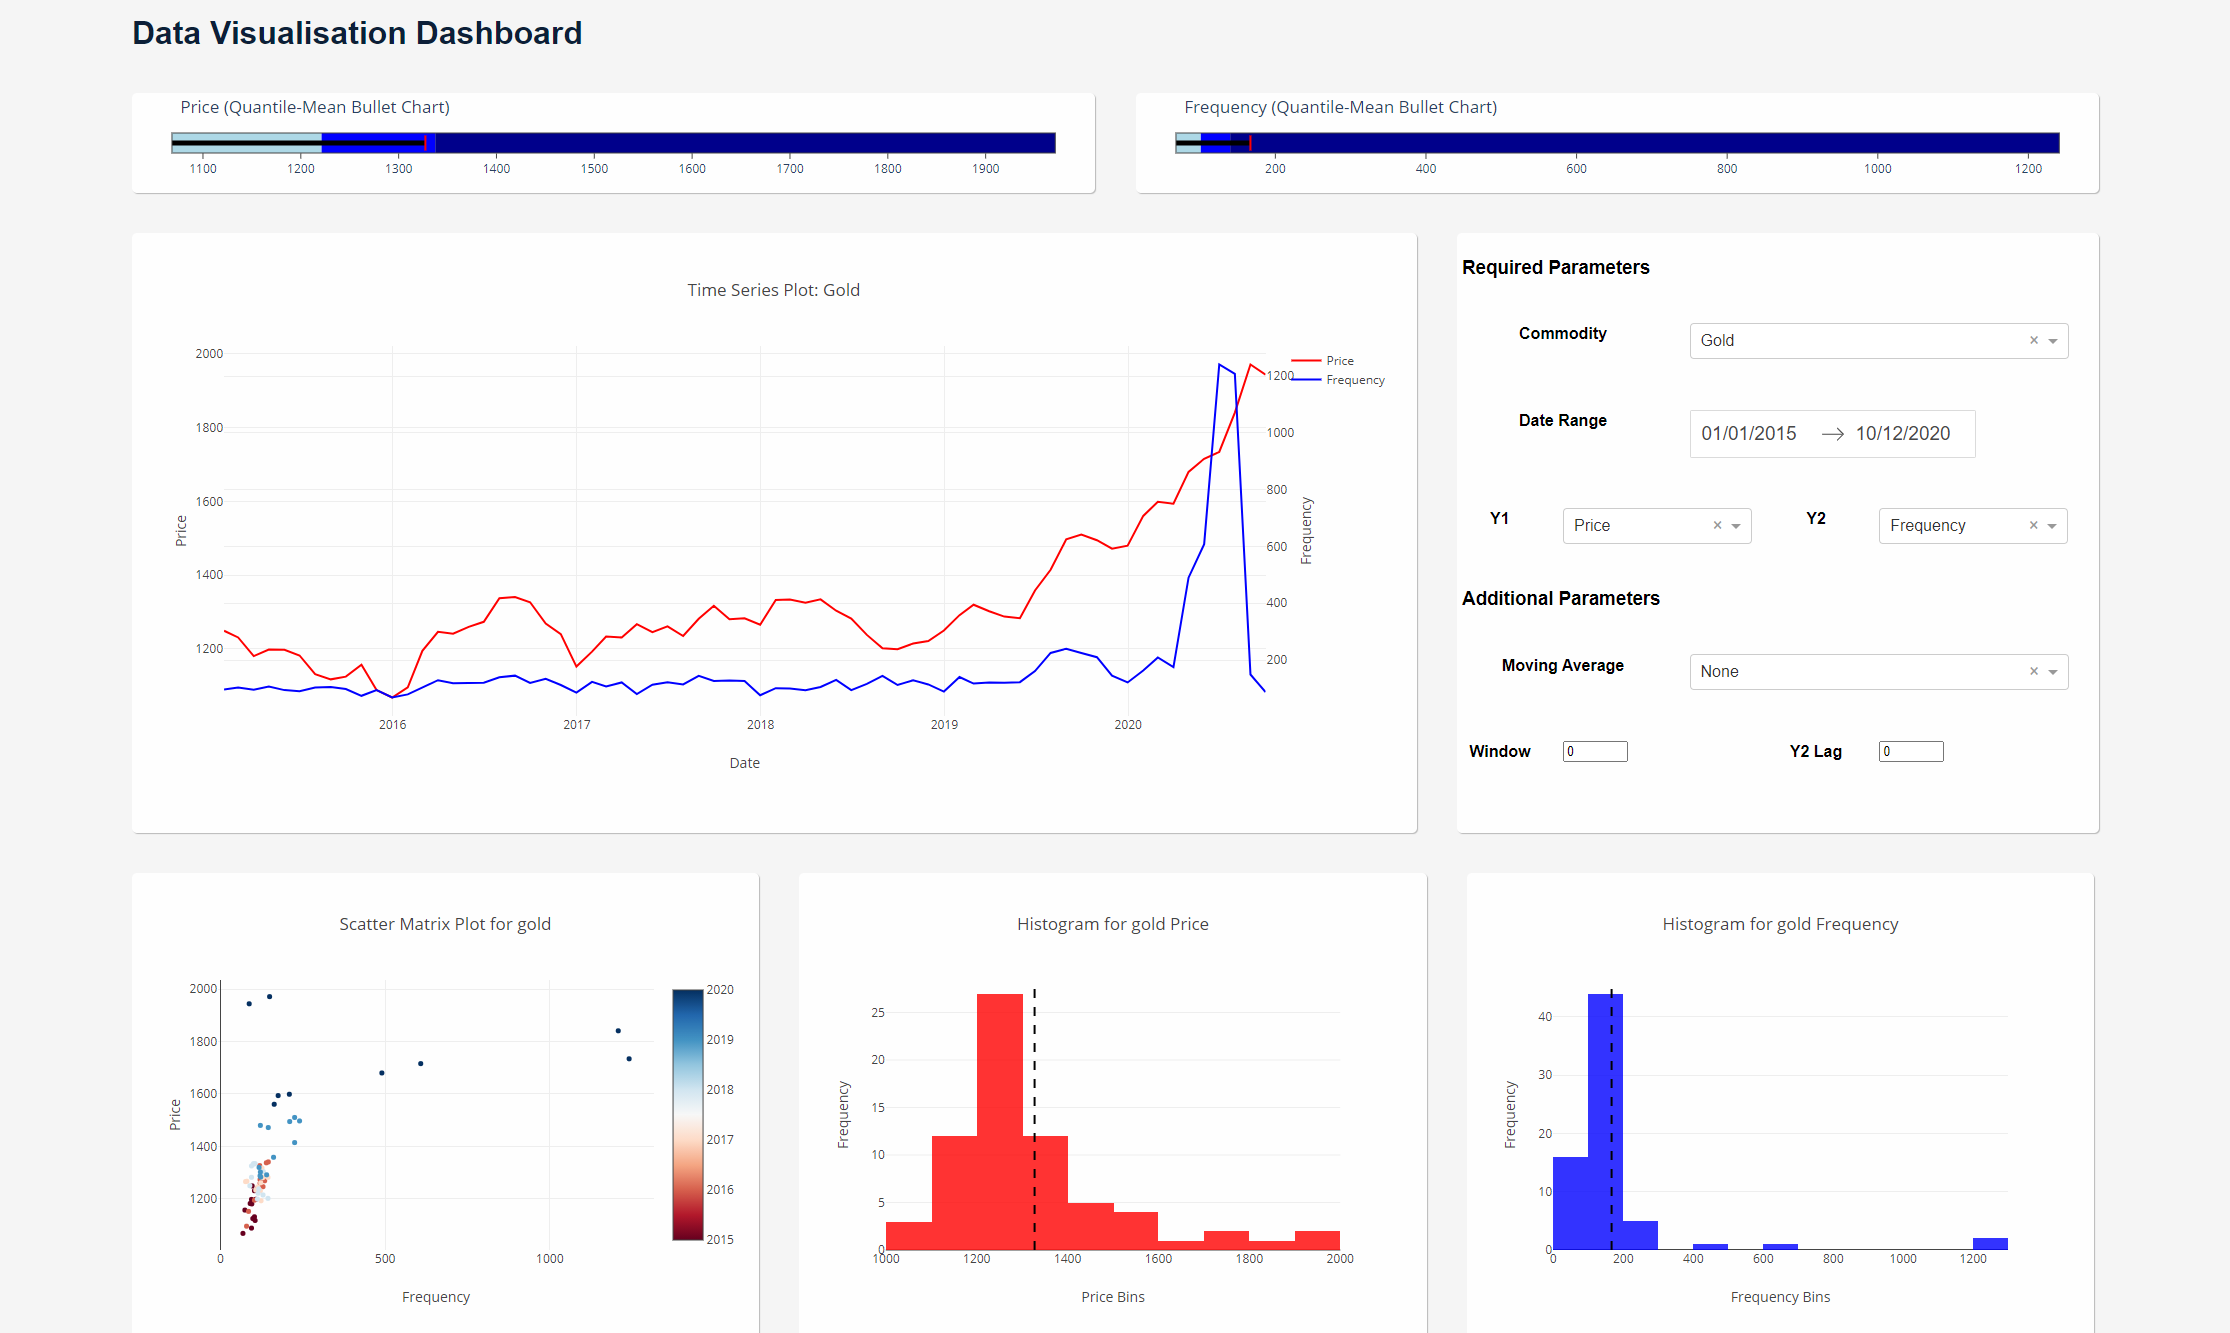 Data Visualisation Dashboard
Price (Quantile-Mean Bullet Chart)
1100 1200 1300 1400 1500 1600 1700 1800 1900
Frequency (Quantile-Mean Bullet Chart)
200 400 600 800 1000 1200
Time Series Plot: Gold
Price
2000
1800
1600
1400
1200
2016 2017 2018 2019 2020
Date
1200
1000
800
600
400
200
Frequency
Price
Frequency
Required Parameters
Commodity
Gold × 
Date Range
01/01/2015 → 10/12/2020
Y1
Price ×
Y2
Frequency ×
Additional Parameters
Moving Average
None ×
Window
0
Y2 Lag
0
Scatter Matrix Plot for gold
Price
2000
1800
1600
1400
1200
0 500 1000
Frequency
2020
2019
2018
2017
2016
2015
Histogram for gold Price
Frequency
25
20
15
10
5
0
1000 1200 1400 1600 1800 2000
Price Bins
Histogram for gold Frequency
Frequency
40
30
20
10
0
0 200 400 600 800 1000 1200
Frequency Bins